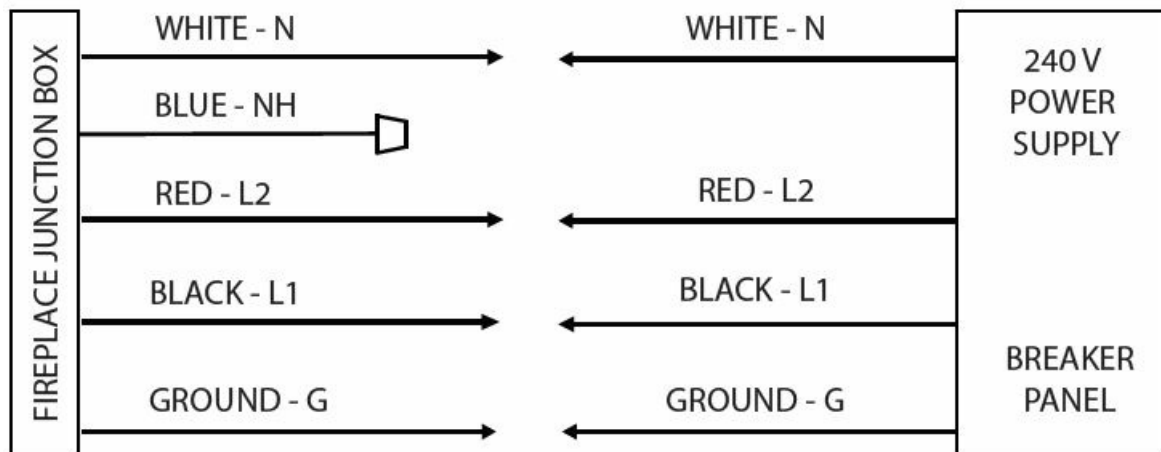 FIREPLACE JUNCTION BOX
WHITE - N
WHITE - N
BLUE - NH
RED - L2
RED - L2
BLACK - L1
BLACK - L1
GROUND - G
GROUND - G
240 V
POWER
SUPPLY
BREAKER
PANEL